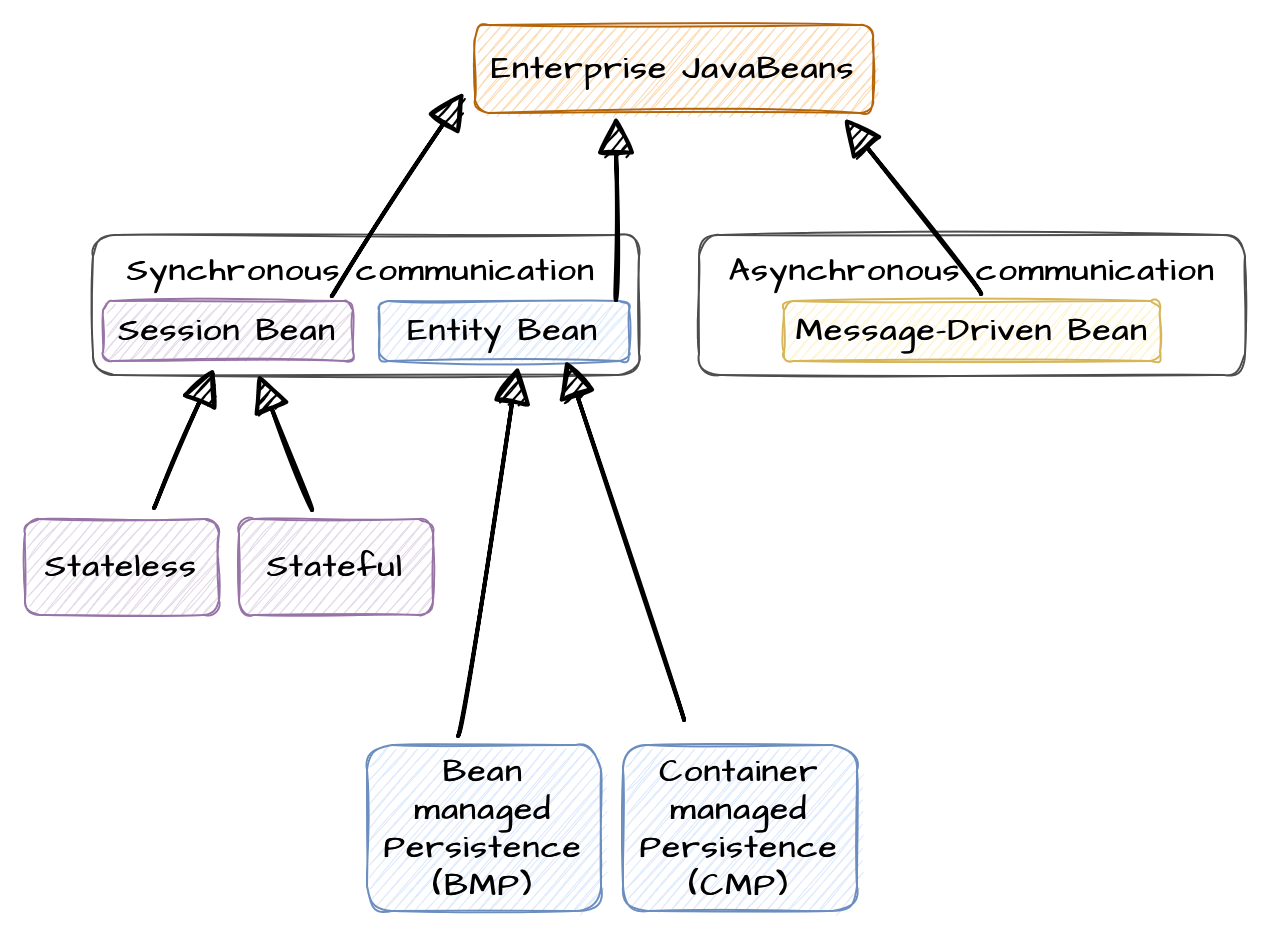 Enterprise JavaBeans
Synchronous communication
Asynchronous communication
Session Bean
Entity Bean
Message-Driven Bean
Stateless
Stateful
Bean
managed
Persistence
(BMP)
Container
managed
Persistence
(CMP)